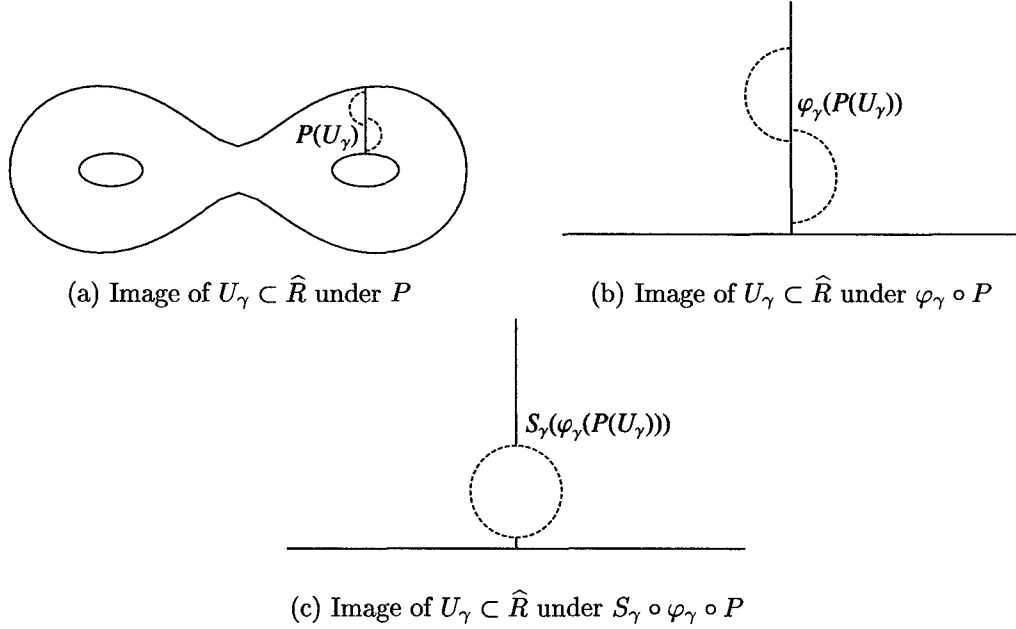 P(U_γ)
φ_γ(P(U_γ))
(a) Image of U_γ ⊂ R̂ under P
(b) Image of U_γ ⊂ R̂ under φ_γ ∘ P
S_γ(φ_γ(P(U_γ)))
(c) Image of U_γ ⊂ R̂ under S_γ ∘ φ_γ ∘ P